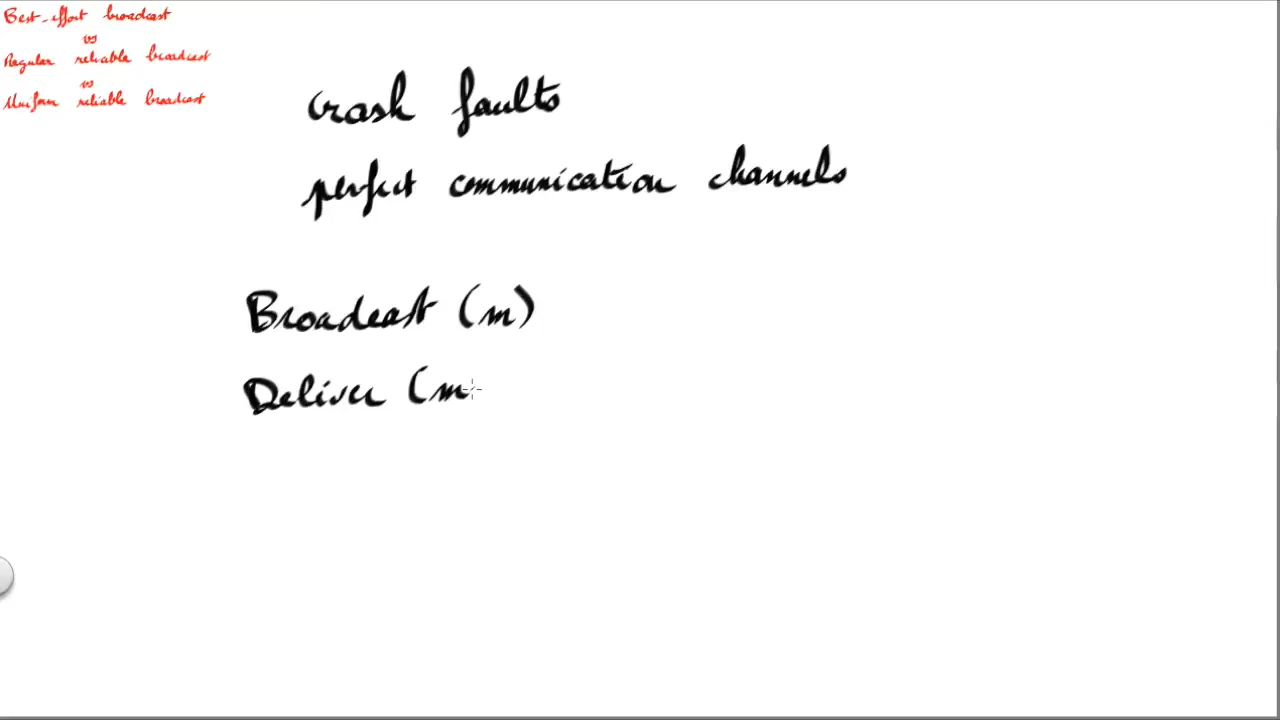 Best-effort broadcast
vs
Regular reliable broadcast
vs
Uniform reliable broadcast
crash faults
perfect communication channels
Broadcast (m)
Deliver (m